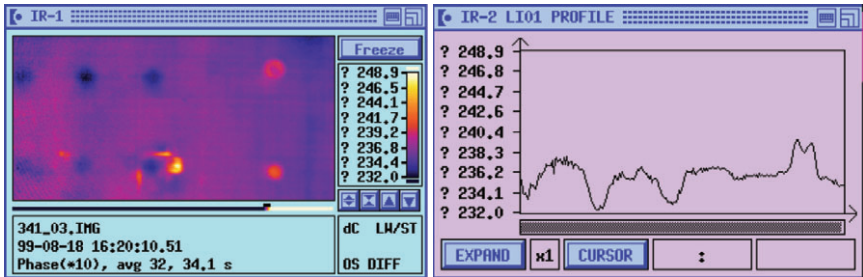 IR-1
Freeze
? 248.9
? 246.5
? 244.1
? 241.7
? 239.2
? 236.8
? 234.4
? 232.0
341_03.IMG
99-08-18 16:20:10.51
Phase(*10), avg 32, 34.1 s
dC LW/ST
OS DIFF
IR-2 LI01 PROFILE
? 248.9
? 246.8
? 244.7
? 242.6
? 240.4
? 238.3
? 236.2
? 234.1
? 232.0
EXPAND x1 CURSOR :